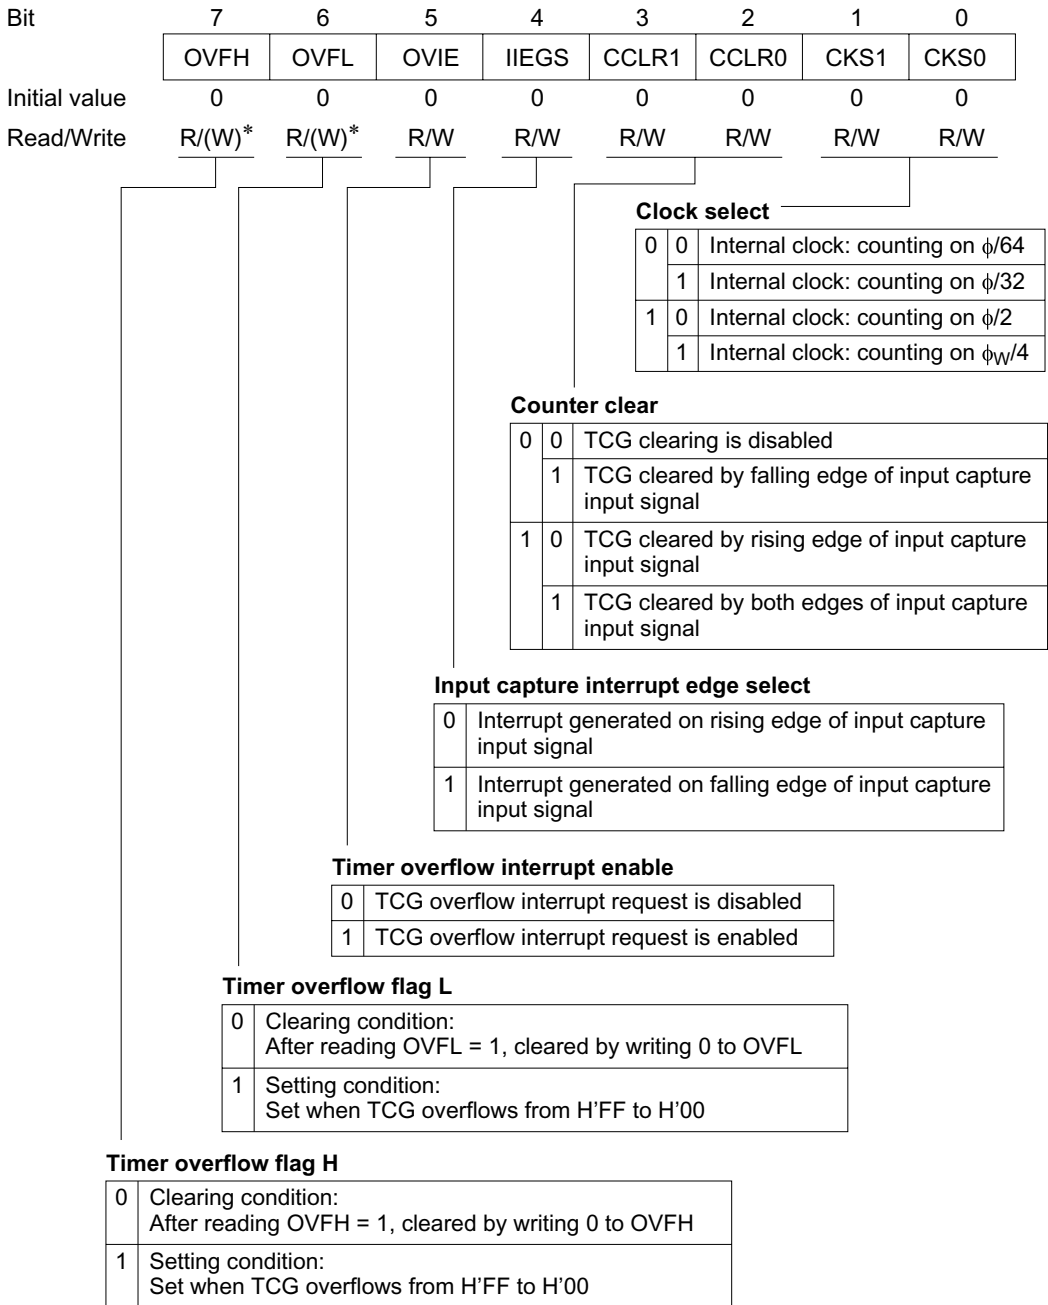 Bit 7 6 5 4 3 2 1 0
OVFH OVFL OVIE IIEGS CCLR1 CCLR0 CKS1 CKS0
Initial value 0 0 0 0 0 0 0 0
Read/Write R/(W)* R/(W)* R/W R/W R/W R/W R/W R/W
Clock select
0 0 Internal clock: counting on ϕ/64
1 Internal clock: counting on ϕ/32
1 0 Internal clock: counting on ϕ/2
1 Internal clock: counting on ϕW/4
Counter clear
0 0 TCG clearing is disabled
1 TCG cleared by falling edge of input capture
input signal
1 0 TCG cleared by rising edge of input capture
input signal
1 TCG cleared by both edges of input capture
input signal
Input capture interrupt edge select
0 Interrupt generated on rising edge of input capture
input signal
1 Interrupt generated on falling edge of input capture
input signal
Timer overflow interrupt enable
0 TCG overflow interrupt request is disabled
1 TCG overflow interrupt request is enabled
Timer overflow flag L
0 Clearing condition:
After reading OVFL = 1, cleared by writing 0 to OVFL
1 Setting condition:
Set when TCG overflows from H'FF to H'00
Timer overflow flag H
0 Clearing condition:
After reading OVFH = 1, cleared by writing 0 to OVFH
1 Setting condition:
Set when TCG overflows from H'FF to H'00